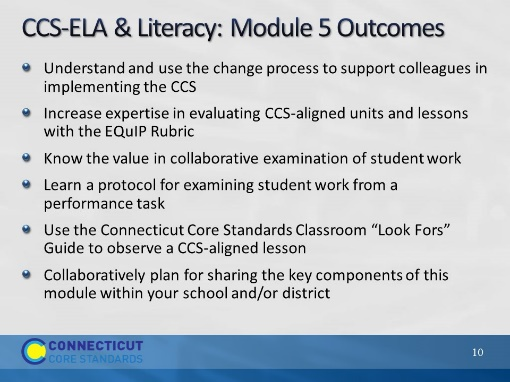 CCS-ELA & Literacy: Module 5 Outcomes
Understand and use the change process to support colleagues in
implementing the CCS
Increase expertise in evaluating CCS-aligned units and lessons
with the EQuIP Rubric
Know the value in collaborative examination of student work
Learn a protocol for examining student work from a
performance task
Use the Connecticut Core Standards Classroom “Look Fors”
Guide to observe a CCS-aligned lesson
Collaboratively plan for sharing the key components of this
module within your school and/or district
CONNECTICUT
CORE STANDARDS
10